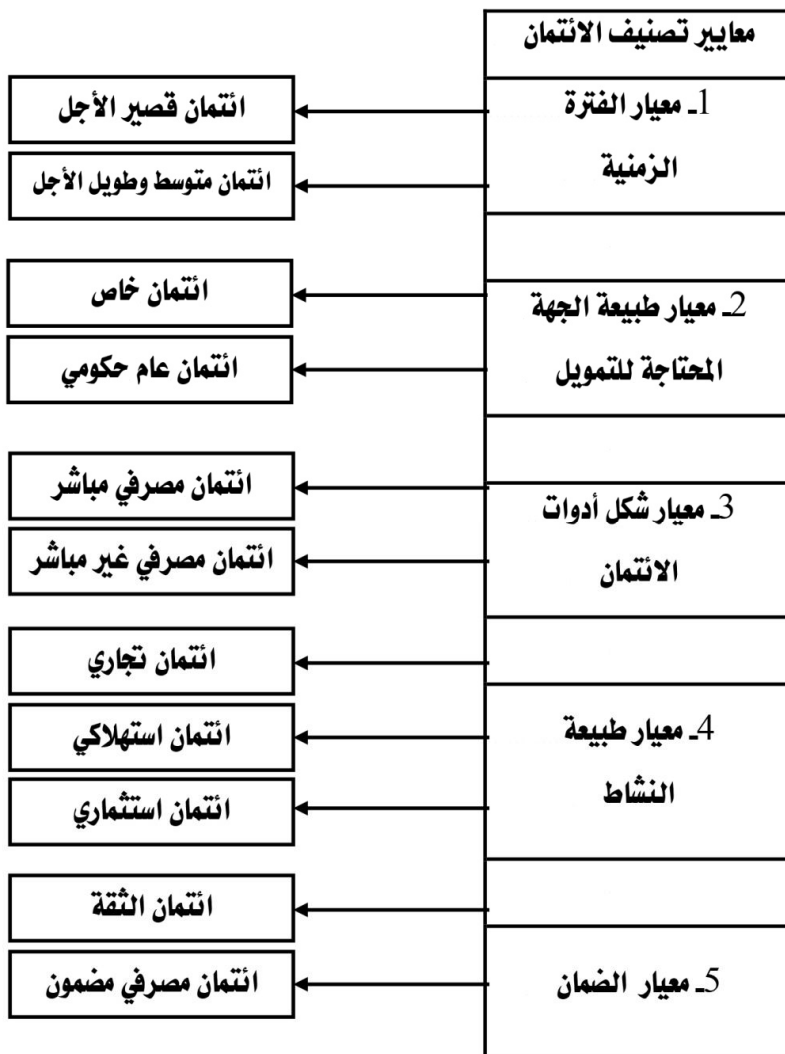 معايير تصنيف الائتمان
1ـ معيار الفترة
الزمنية
ائتمان قصير الأجل
ائتمان متوسط وطويل الأجل
2ـ معيار طبيعة الجهة
المحتاجة للتمويل
ائتمان خاص
ائتمان عام حكومي
3ـ معيار شكل أدوات
الائتمان
ائتمان مصرفي مباشر
ائتمان مصرفي غير مباشر
4ـ معيار طبيعة
النشاط
ائتمان تجاري
ائتمان استهلاكي
ائتمان استثماري
5ـ معيار الضمان
ائتمان الثقة
ائتمان مصرفي مضمون